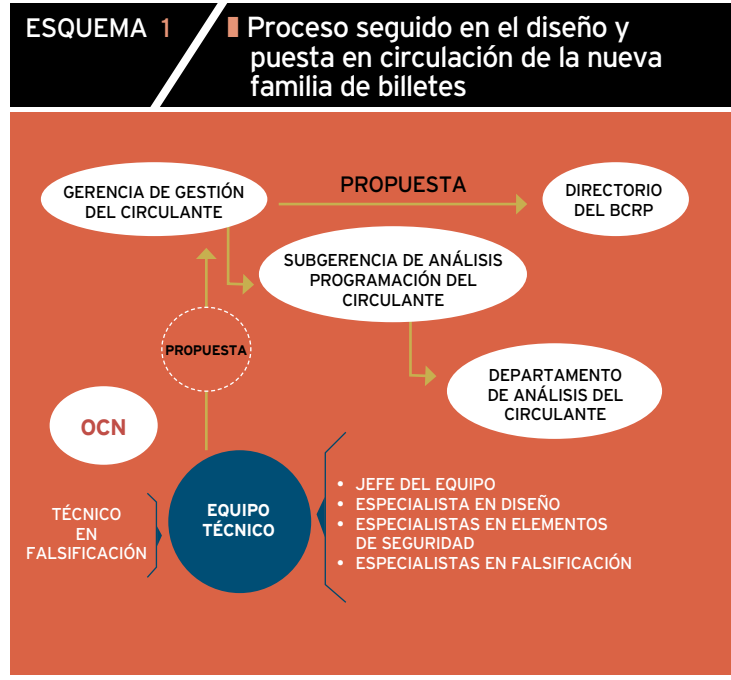 ESQUEMA 1
Proceso seguido en el diseño y
puesta en circulación de la nueva
familia de billetes
GERENCIA DE GESTIÓN
DEL CIRCULANTE
PROPUESTA
DIRECTORIO
DEL BCRP
SUBGERENCIA DE ANÁLISIS
PROGRAMACIÓN DEL
CIRCULANTE
PROPUESTA
DEPARTAMENTO
DE ANÁLISIS DEL
CIRCULANTE
OCN
EQUIPO
TÉCNICO
TÉCNICO
EN
FALSIFICACIÓN
• JEFE DEL EQUIPO
• ESPECIALISTA EN DISEÑO
• ESPECIALISTAS EN ELEMENTOS
DE SEGURIDAD
• ESPECIALISTAS EN FALSIFICACIÓN